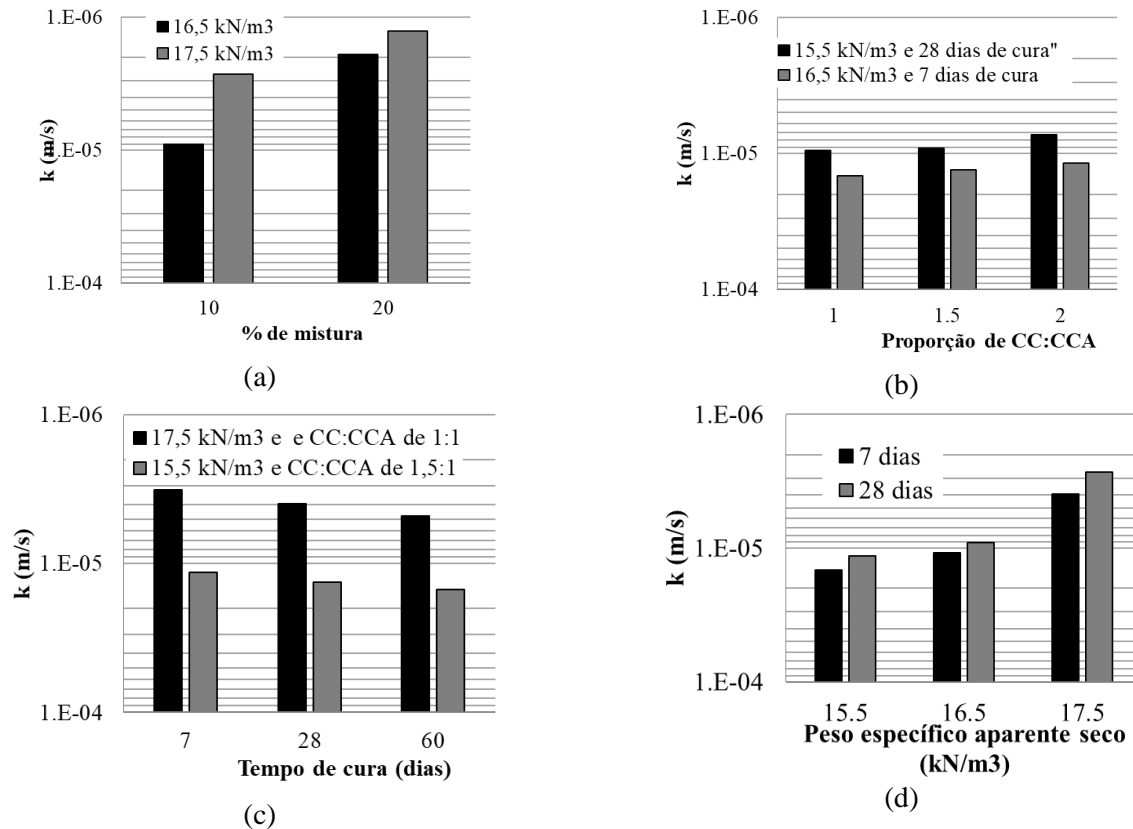 1.E-06
16,5 kN/m3
17,5 kN/m3
1.E-05
1.E-04
k (m/s)
10 20
% de mistura
(a)
1.E-06
15,5 kN/m3 e 28 dias de cura"
16,5 kN/m3 e 7 dias de cura
1.E-05
1.E-04
k (m/s)
1 1.5 2
Proporção de CC:CCA
(b)
1.E-06
17,5 kN/m3 e e CC:CCA de 1:1
15,5 kN/m3 e CC:CCA de 1,5:1
1.E-05
1.E-04
k (m/s)
7 28 60
Tempo de cura (dias)
(c)
1.E-06
7 dias
28 dias
1.E-05
1.E-04
k (m/s)
15.5 16.5 17.5
Peso específico aparente seco
(kN/m3)
(d)